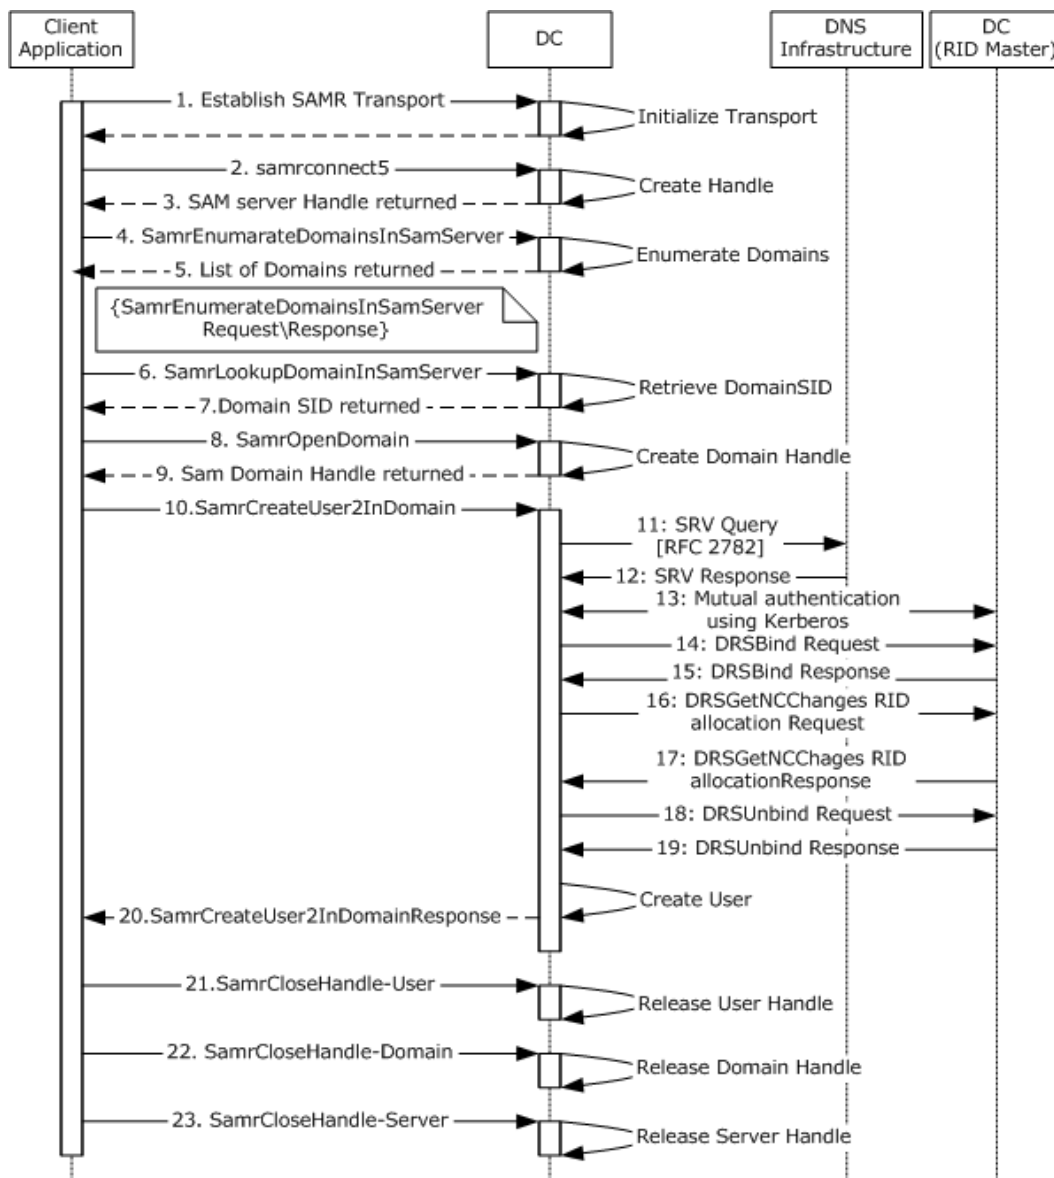 Client
Application
DC
DNS
Infrastructure
DC
(RID Master)
1. Establish SAMR Transport
Initialize Transport
2. samrconnect5
Create Handle
3. SAM server Handle returned
4. SamrEnumarateDomainsInSamServer
Enumerate Domains
5. List of Domains returned
{SamrEnumerateDomainsInSamServer
Request\Response}
6. SamrLookupDomainInSamServer
Retrieve DomainSID
7.Domain SID returned
8. SamrOpenDomain
Create Domain Handle
9. Sam Domain Handle returned
10.SamrCreateUser2InDomain
11: SRV Query
[RFC 2782]
12: SRV Response
13: Mutual authentication
using Kerberos
14: DRSBind Request
15: DRSBind Response
16: DRSGetNCChanges RID
allocation Request
17: DRSGetNCChages RID
allocationResponse
18: DRSUnbind Request
19: DRSUnbind Response
Create User
20.SamrCreateUser2InDomainResponse
21.SamrCloseHandle-User
Release User Handle
22. SamrCloseHandle-Domain
Release Domain Handle
23. SamrCloseHandle-Server
Release Server Handle